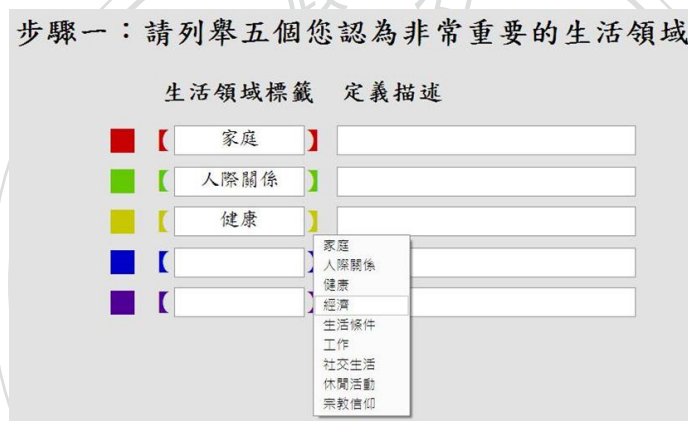 步驟一：請列舉五個您認為非常重要的生活領域
生活領域標籤 定義描述
【 家庭 】
【 人際關係 】
【 健康 】
【
【
家庭
人際關係
健康
經濟
生活條件
工作
社交生活
休閒活動
宗教信仰